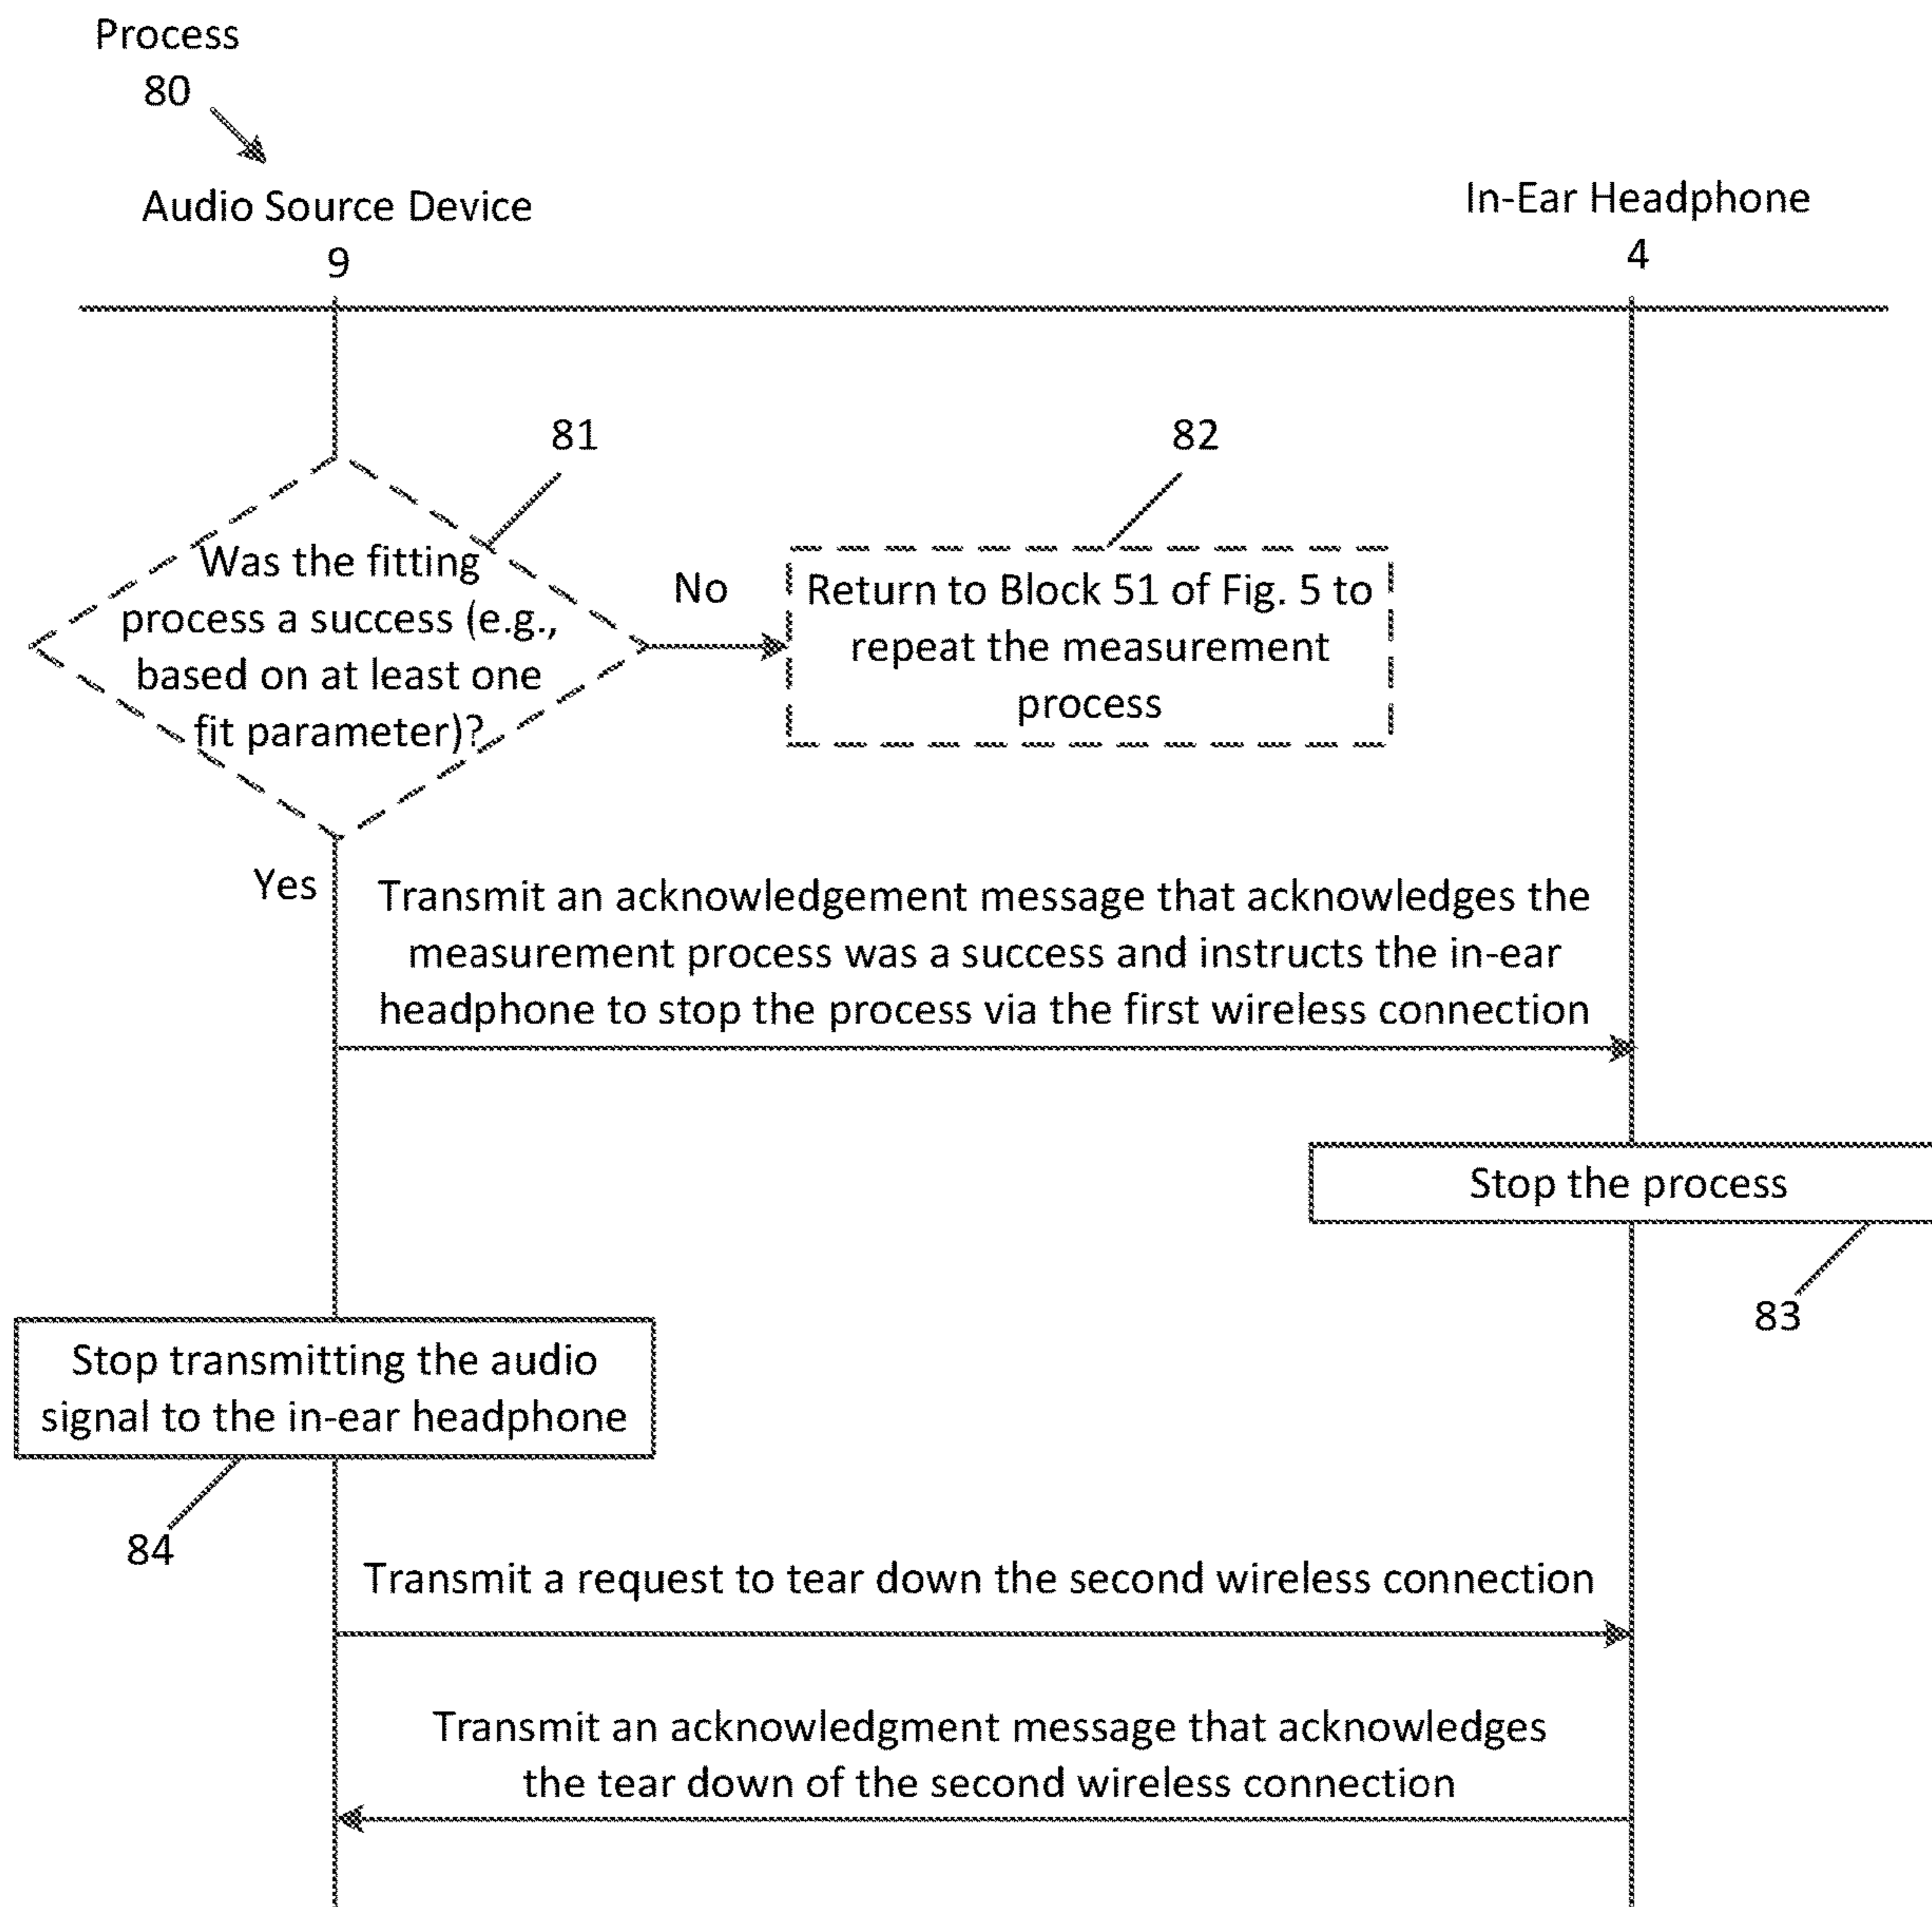 Process
80
Audio Source Device
9
In-Ear Headphone
4
81
82
Was the fitting
process a success (e.g.,
based on at least one
fit parameter)?
No
Return to Block 51 of Fig. 5 to
repeat the measurement
process
Yes
Transmit an acknowledgement message that acknowledges the
measurement process was a success and instructs the in-ear
headphone to stop the process via the first wireless connection
Stop the process
83
Stop transmitting the audio
signal to the in-ear headphone
84
Transmit a request to tear down the second wireless connection
Transmit an acknowledgment message that acknowledges
the tear down of the second wireless connection